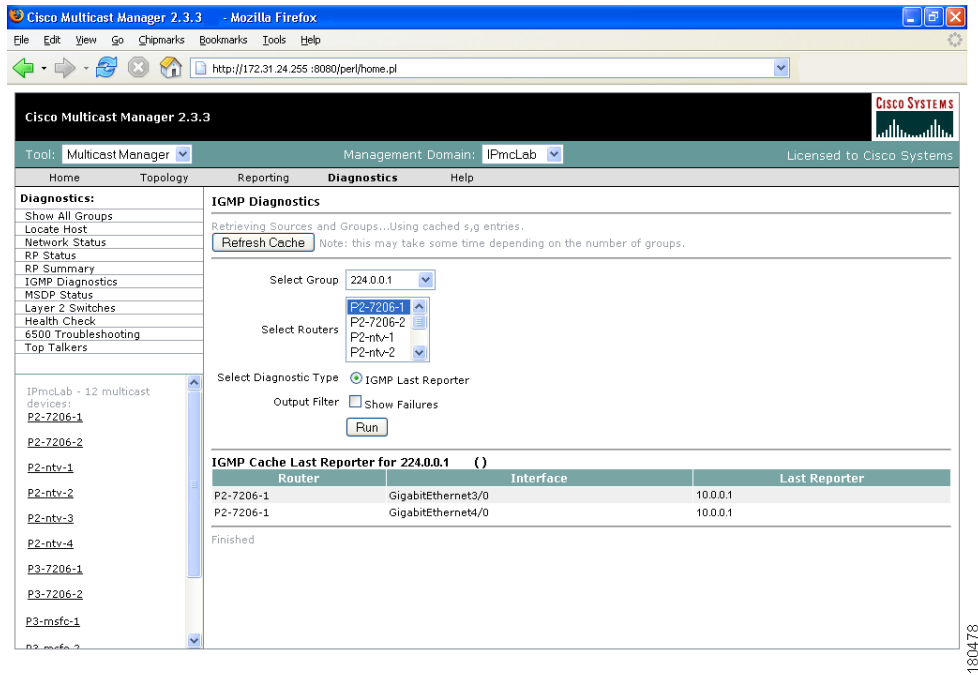 Cisco Multicast Manager 2.3.3 - Mozilla Firefox
File Edit View Go Chipmarks Bookmarks Tools Help
http://172.31.24.255 :8080/perl/home.pl
Cisco Multicast Manager 2.3.3
CISCO SYSTEMS
Tool: Multicast Manager Management Domain: IPmcLab Licensed to Cisco Systems
Home Topology Reporting Diagnostics Help
Diagnostics:
Show All Groups
Locate Host
Network Status
RP Status
RP Summary
IGMP Diagnostics
MSDP Status
Layer 2 Switches
Health Check
6500 Troubleshooting
Top Talkers
IPmcLab - 12 multicast
devices:
P2-7206-1
P2-7206-2
P2-ntv-1
P2-ntv-2
P2-ntv-3
P2-ntv-4
P3-7206-1
P3-7206-2
P3-msfc-1
P3-msfc-2
IGMP Diagnostics
Retrieving Sources and Groups...Using cached s,g entries.
Refresh Cache Note: this may take some time depending on the number of groups.
Select Group 224.0.0.1
Select Routers
P2-7206-1
P2-7206-2
P2-ntv-1
P2-ntv-2
Select Diagnostic Type IGMP Last Reporter
Output Filter Show Failures
Run
IGMP Cache Last Reporter for 224.0.0.1 ()
Router Interface Last Reporter
P2-7206-1 GigabitEthernet3/0 10.0.0.1
P2-7206-1 GigabitEthernet4/0 10.0.0.1
Finished
180478